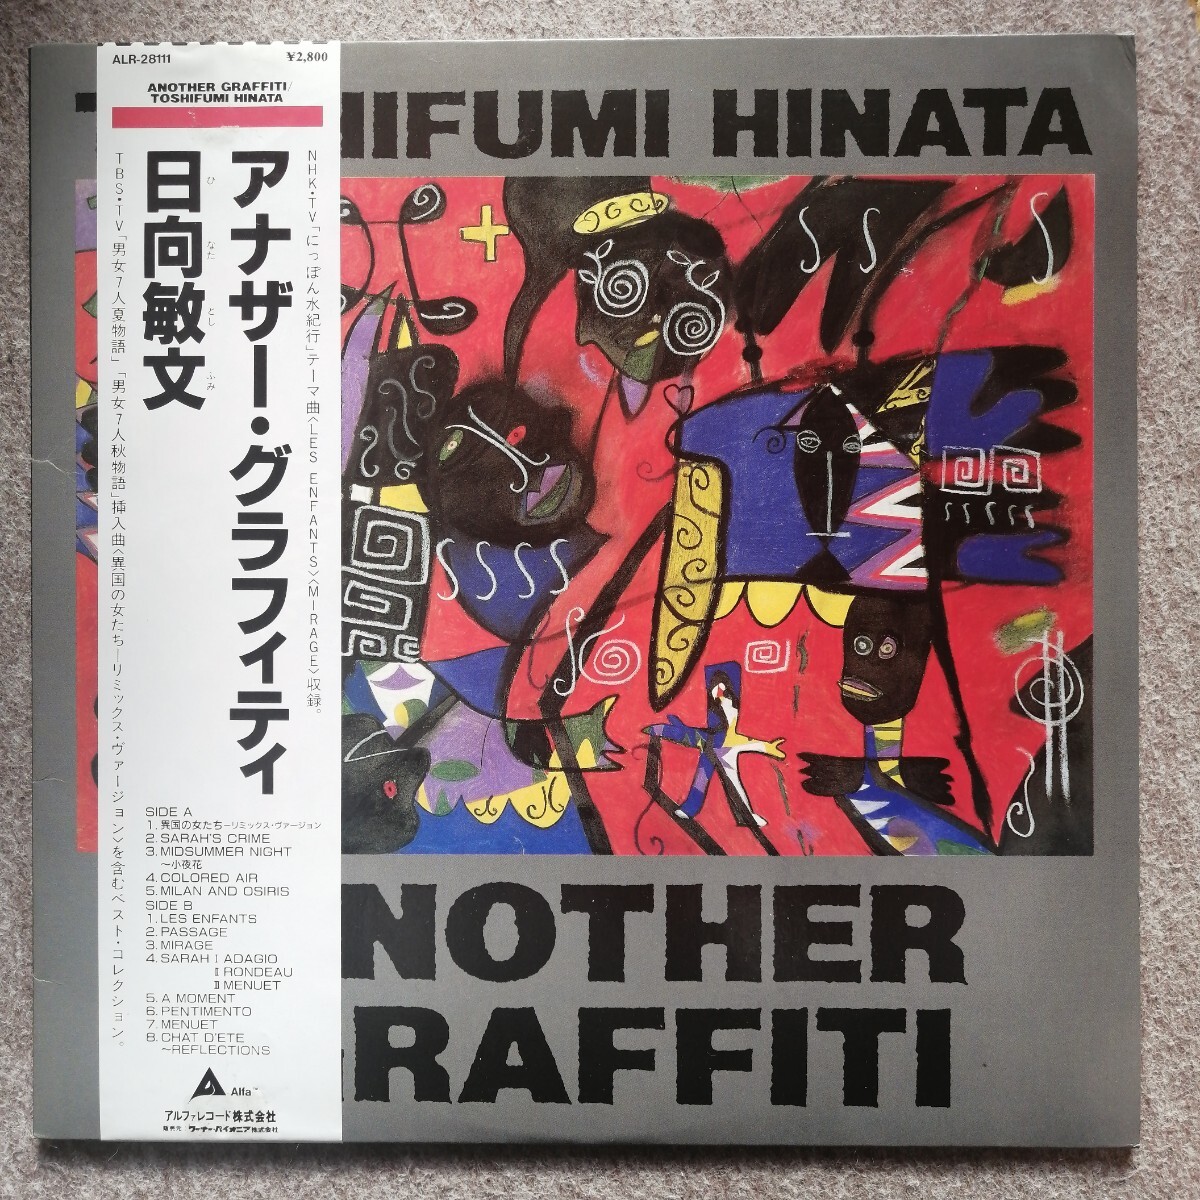 ALR-28111
¥2,800
ANOTHER GRAFFITI/
TOSHIFUMI HINATA
NHK・TV「にっぽん水紀行」テーマ曲〈LES ENFANTS〉〈MIRAGE〉収録。
アナザー・グラフィティ
日向敏文
ひ なた とし ふみ
TBS・TV「男女7人夏物語」「男女7人秋物語」挿入曲〈異国の女たち―リミックス・ヴァージョン〉を含むベスト・コレクション。
SIDE A
1. 異国の女たち―リミックス・ヴァージョン
2. SARAH'S CRIME
3. MIDSUMMER NIGHT
〜小夜花
4. COLORED AIR
5. MILAN AND OSIRIS
SIDE B
1. LES ENFANTS
2. PASSAGE
3. MIRAGE
4. SARAH Ⅰ ADAGIO
Ⅱ RONDEAU
Ⅲ MENUET
5. A MOMENT
6. PENTIMENTO
7. MENUET
8. CHAT D'ETE
〜REFLECTIONS
Alfa™
アルファレコード株式会社
販売元:ワーナー・パイオニア株式会社
HIFUMI HINATA
NOTHER
RAFFITI